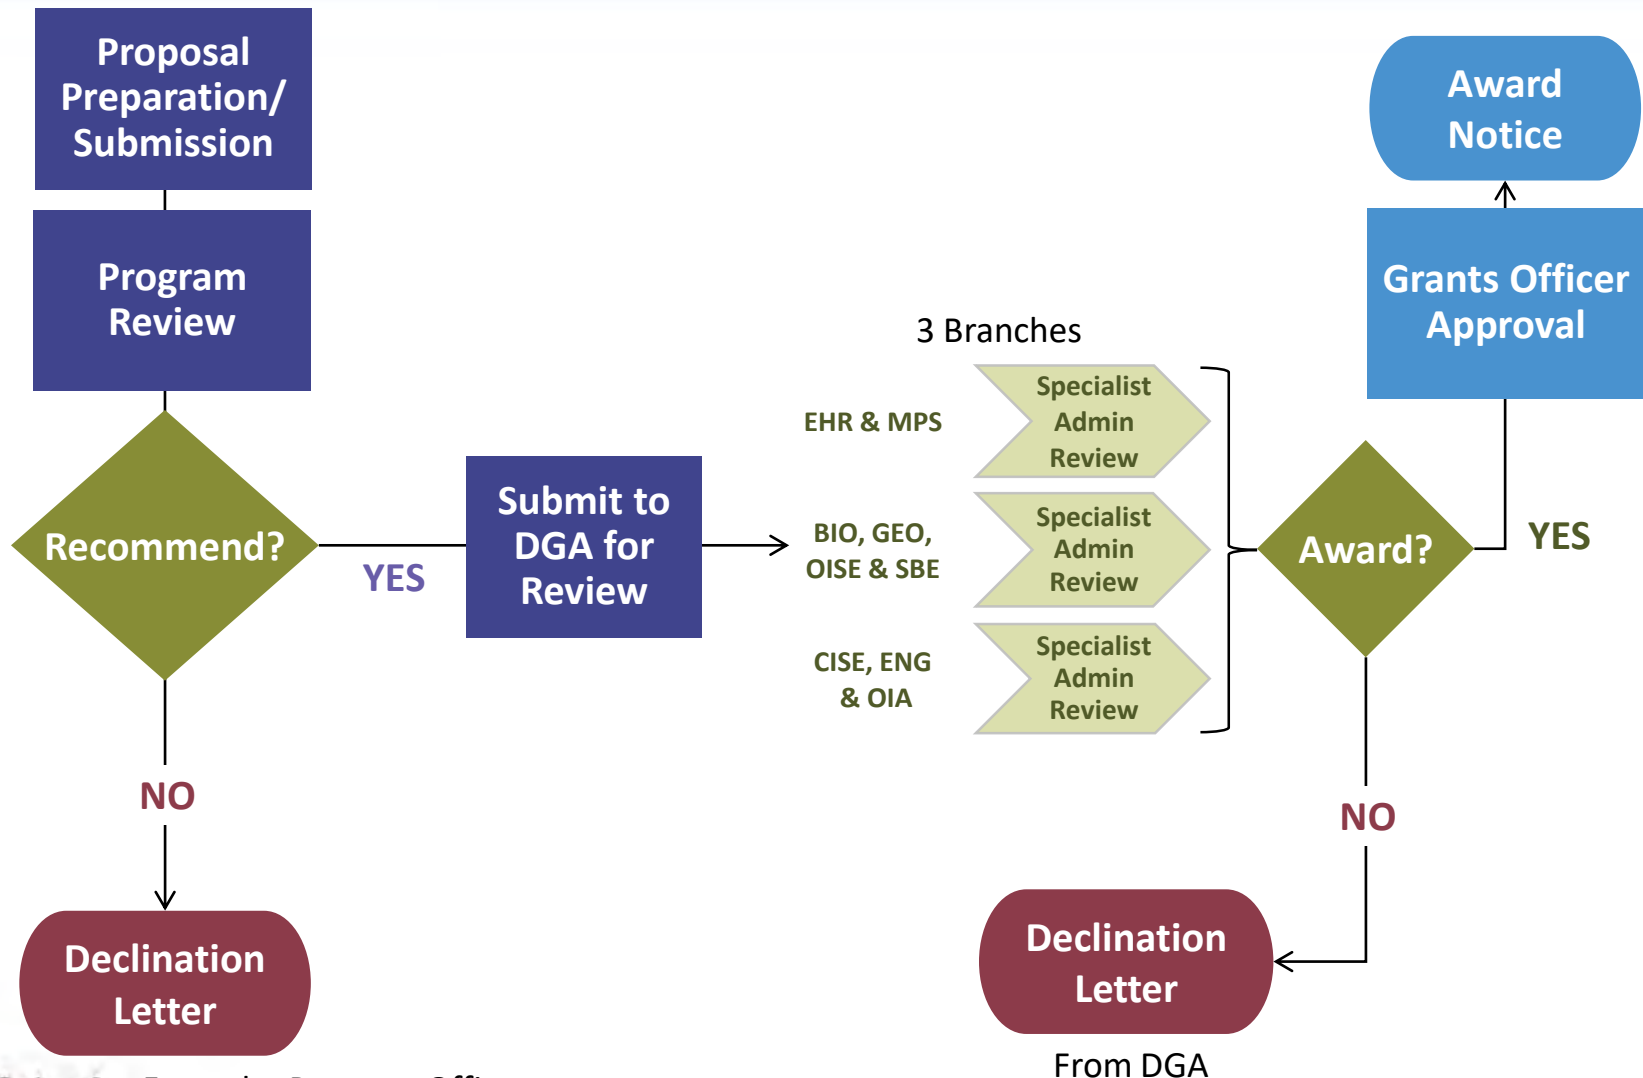 Proposal
Preparation/
Submission
Program
Review
Recommend?
YES
NO
Declination
Letter
Submit to
DGA for
Review
3 Branches
EHR & MPS
Specialist
Admin
Review
BIO, GEO,
OISE & SBE
Specialist
Admin
Review
CISE, ENG
& OIA
Specialist
Admin
Review
Award?
YES
Grants Officer
Approval
Award
Notice
NO
Declination
Letter
From DGA